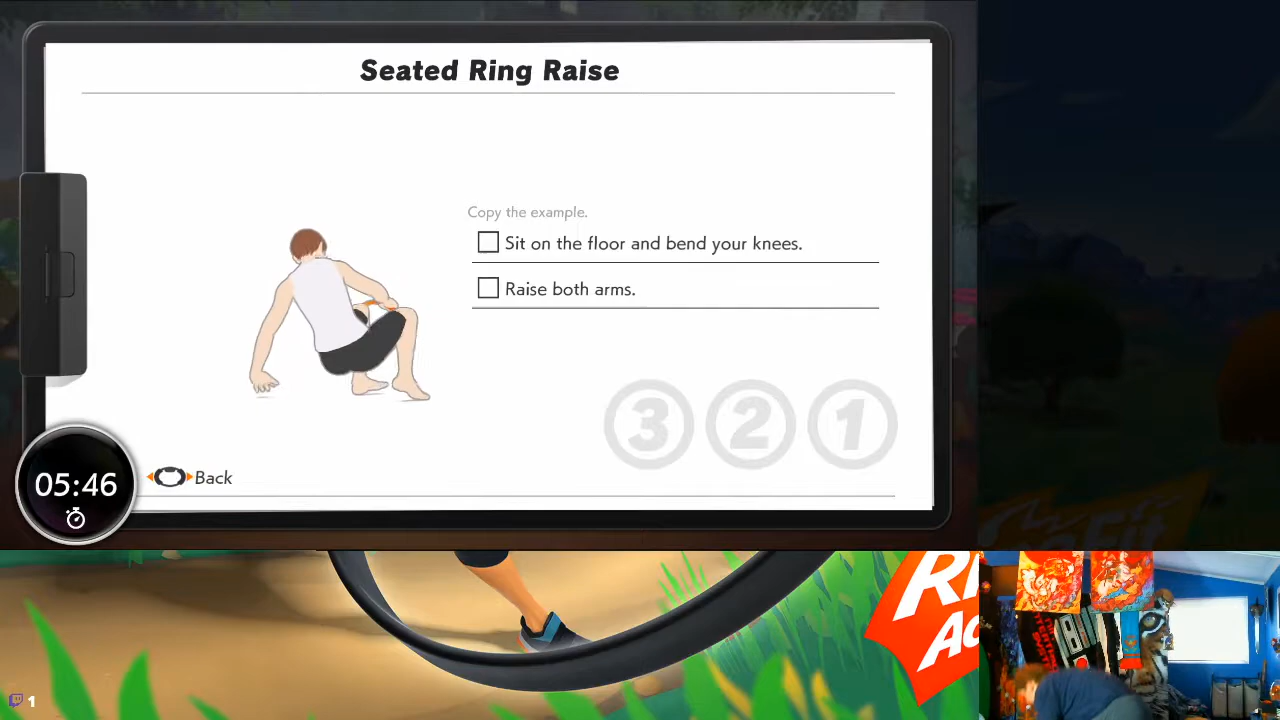 Seated Ring Raise
Copy the example.
Sit on the floor and bend your knees.
Raise both arms.
3 2 1
05:46
Back
1